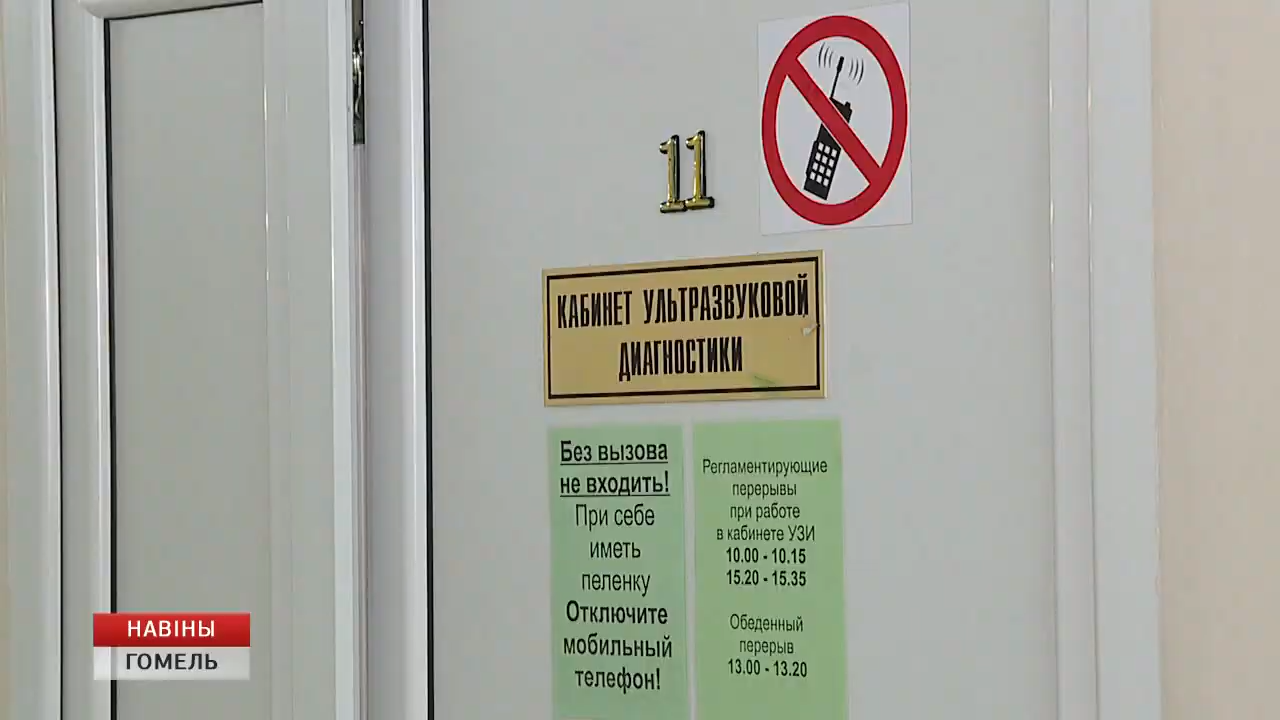 11
КАБИНЕТ УЛЬТРАЗВУКОВОЙ
ДИАГНОСТИКИ
Без вызова
не входить!
При себе
иметь
пеленку
Отключите
мобильный
телефон!
Регламентирующие
перерывы
при работе
в кабинете УЗИ
10.00 - 10.15
15.20 - 15.35
Обеденный
перерыв
13.00 - 13.20
НАВІНЫ
ГОМЕЛЬ